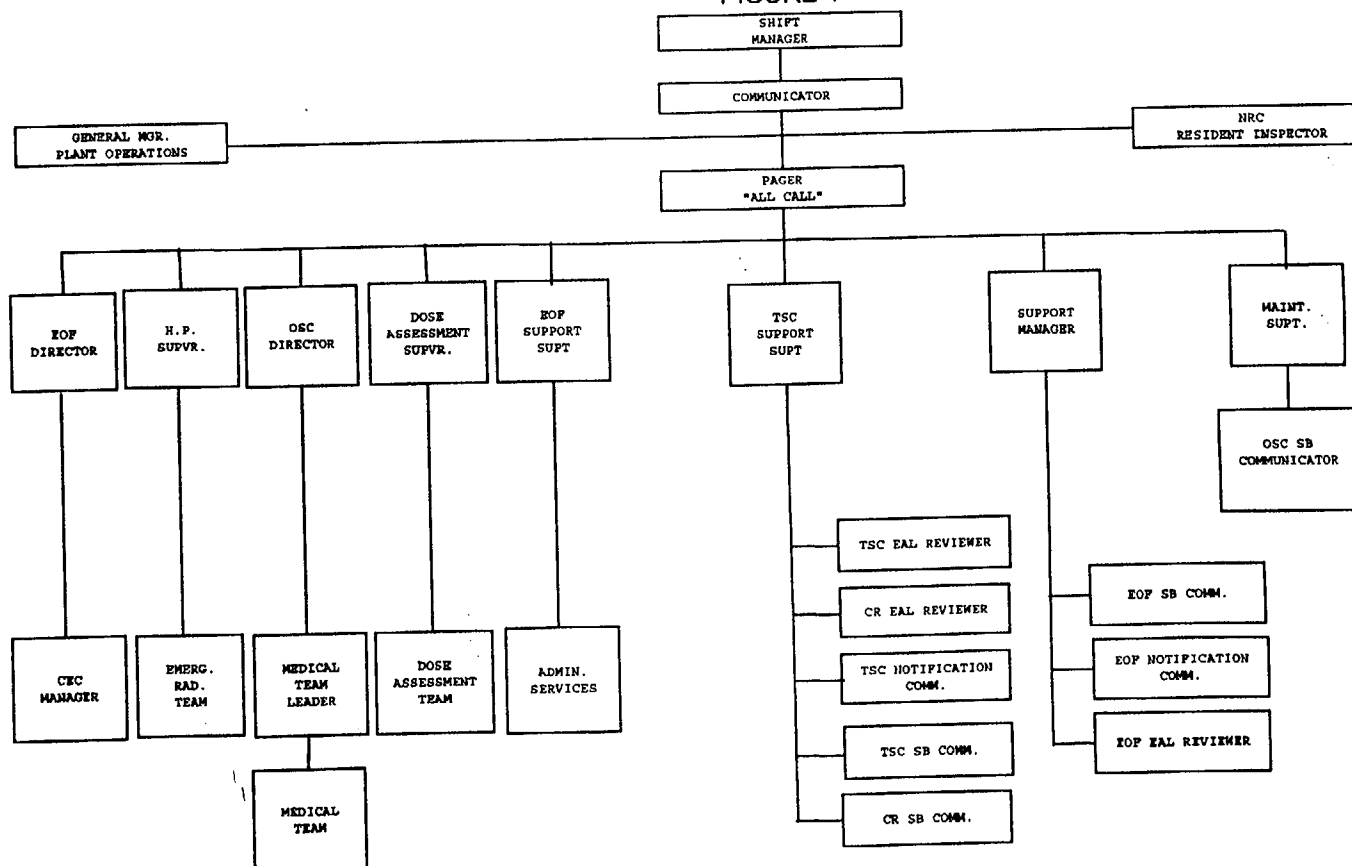 SHIFT
MANAGER
COMMUNICATOR
GENERAL MGR.
PLANT OPERATIONS
NRC
RESIDENT INSPECTOR
PAGER
"ALL CALL"
EOF
DIRECTOR
H.P.
SUPVR.
OSC
DIRECTOR
DOSE
ASSESSMENT
SUPVR.
EOF
SUPPORT
SUPT
TSC
SUPPORT
SUPT
SUPPORT
MANAGER
MAINT.
SUPT.
OSC SB
COMMUNICATOR
TSC EAL REVIEWER
CR EAL REVIEWER
TSC NOTIFICATION
COMM.
TSC SB COMM.
CR SB COMM.
EOF SB COMM.
EOF NOTIFICATION
COMM.
EOF EAL REVIEWER
MANAGER
EMERG.
RAD.
TEAM
MEDICAL
TEAM
LEADER
DOSE
ASSESSMENT
TEAM
ADMIN.
SERVICES
MEDICAL
TEAM